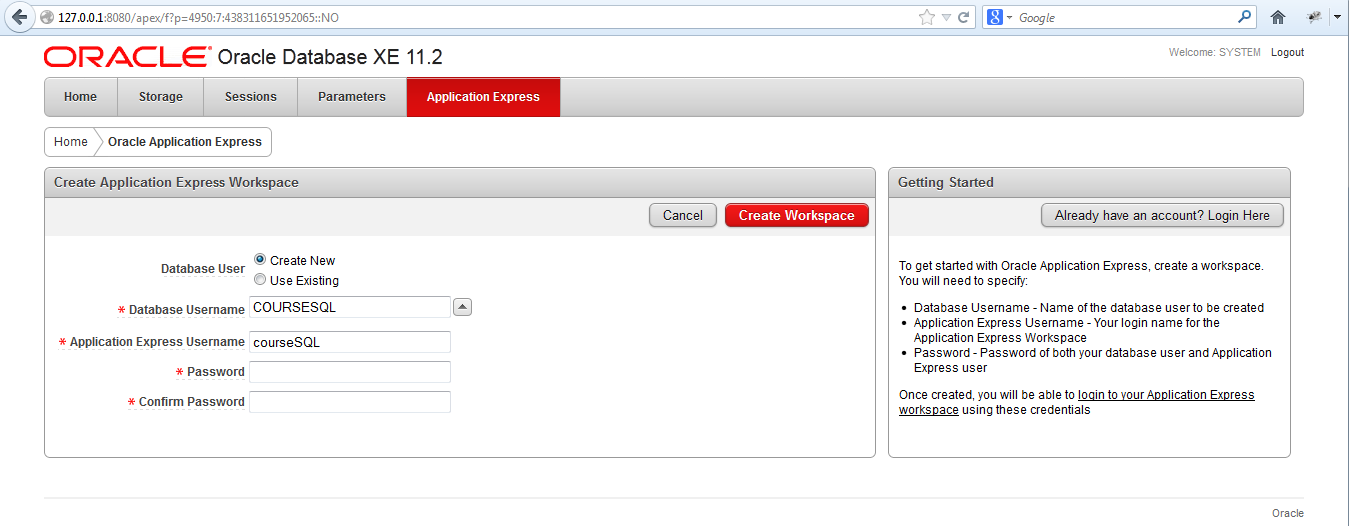 127.0.0.1:8080/apex/f?p=4950:7:438311651952065::NO
Google
ORACLE Oracle Database XE 11.2
Welcome: SYSTEM Logout
Home Storage Sessions Parameters Application Express
Home Oracle Application Express
Create Application Express Workspace
Cancel Create Workspace
Database User
Create New
Use Existing
* Database Username COURSESQL
* Application Express Username courseSQL
* Password
* Confirm Password
Getting Started
Already have an account? Login Here
To get started with Oracle Application Express, create a workspace.
You will need to specify:
• Database Username - Name of the database user to be created
• Application Express Username - Your login name for the
Application Express Workspace
• Password - Password of both your database user and Application
Express user
Once created, you will be able to login to your Application Express
workspace using these credentials
Oracle